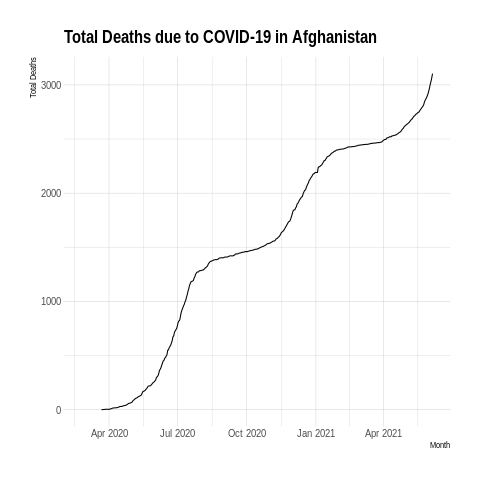 Total Deaths due to COVID-19 in Afghanistan
Total Deaths
3000
2000
1000
0
Apr 2020 Jul 2020 Oct 2020 Jan 2021 Apr 2021
Month